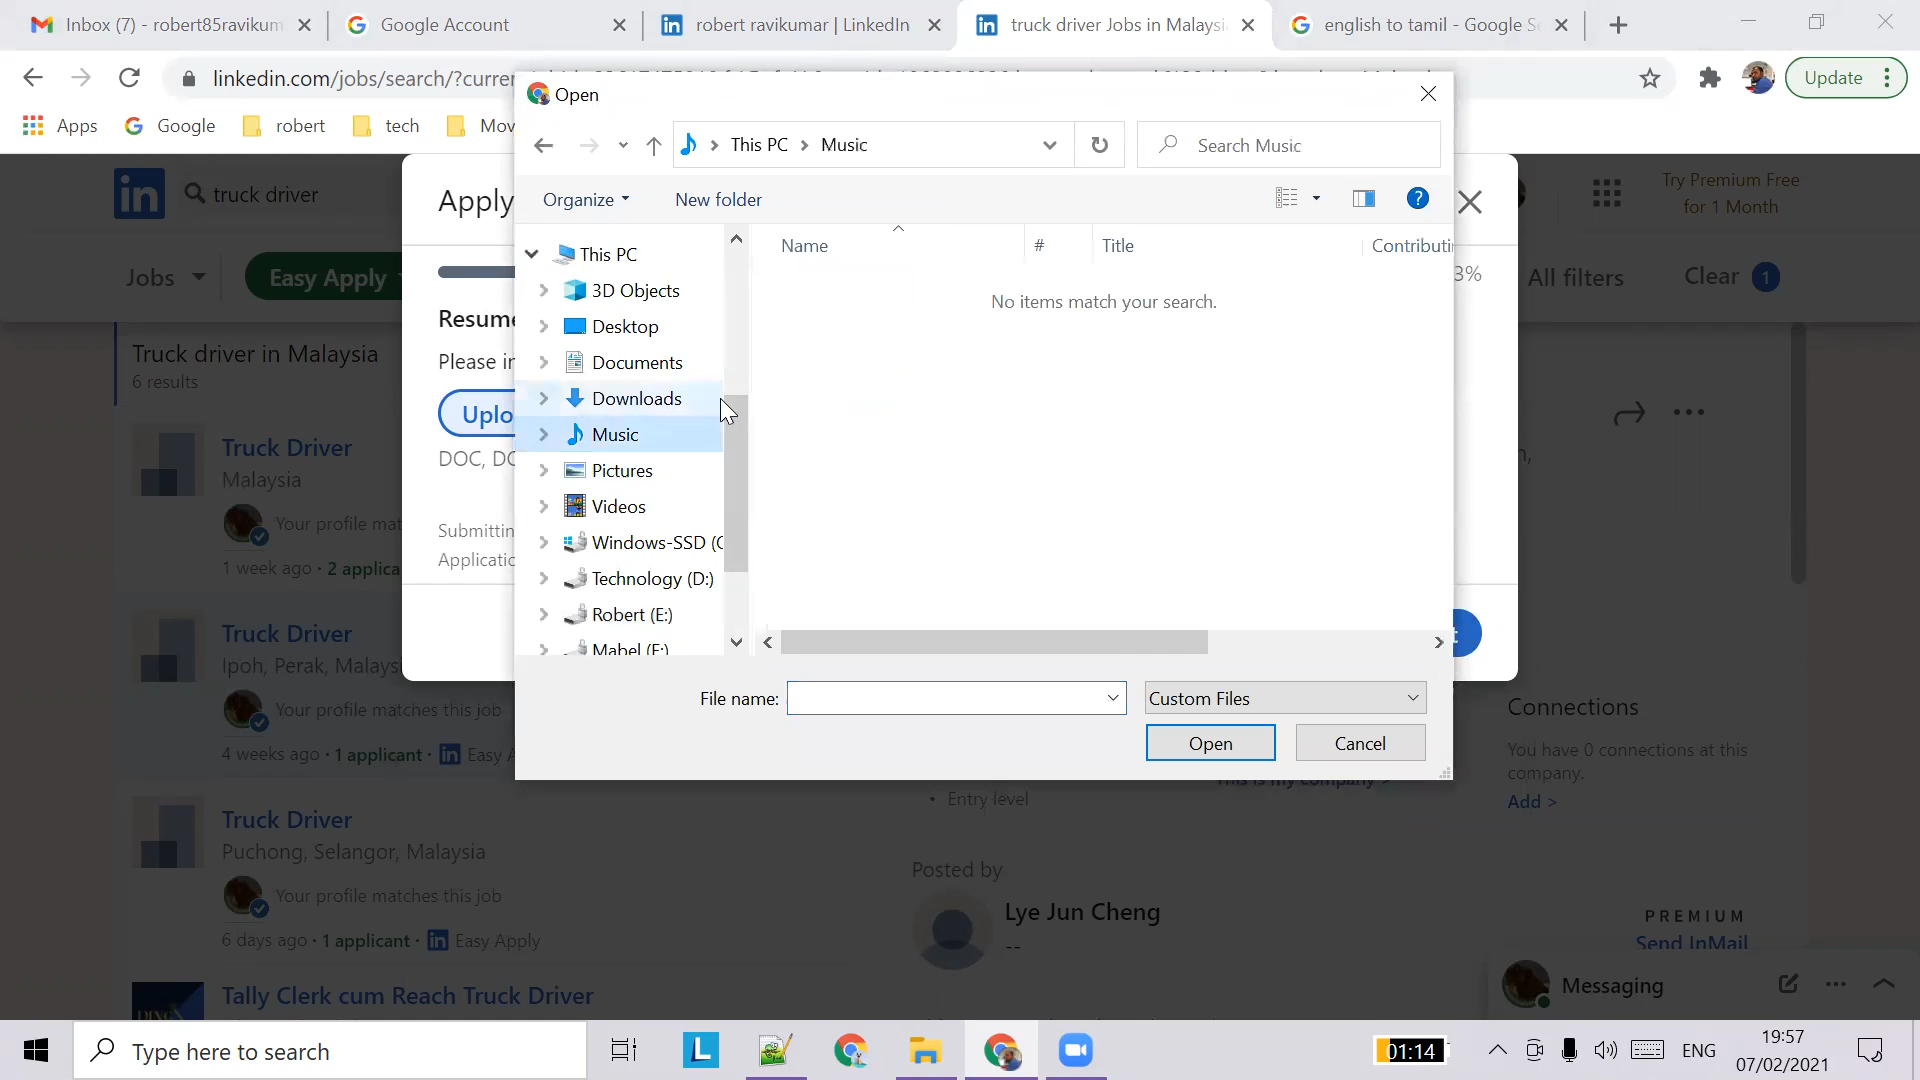 Inbox (7) - robert85ravikum
Google Account
robert ravikumar | LinkedIn
truck driver Jobs in Malaysi
english to tamil - Google Se
linkedin.com/jobs/search/?curre
Update
Apps
Google
robert
tech
Mov
Open
This PC
Music
Search Music
Organize
New folder
Name
#
Title
Contributi
This PC
3D Objects
Desktop
Documents
Downloads
Music
Pictures
Videos
Windows-SSD (C
Technology (D:)
Robert (E:)
Mabel (F:)
No items match your search.
File name:
Custom Files
Open
Cancel
truck driver
Try Premium Free
for 1 Month
Jobs
Easy Apply
All filters
Clear 1
Apply
3%
Resume
Please in
Uplo
DOC, DO
Submittin
Applicatio
Truck driver in Malaysia
6 results
Truck Driver
Malaysia
Your profile mat
1 week ago · 2 applica
Truck Driver
Ipoh, Perak, Malaysi
Your profile matches this job
4 weeks ago · 1 applicant · in Easy A
Truck Driver
Puchong, Selangor, Malaysia
Your profile matches this job
6 days ago · 1 applicant · in Easy Apply
Tally Clerk cum Reach Truck Driver
• Entry level
Posted by
Lye Jun Cheng
--
Connections
You have 0 connections at this
company.
Add >
PREMIUM
Send InMail
Messaging
Type here to search
01:14
ENG
19:57
07/02/2021